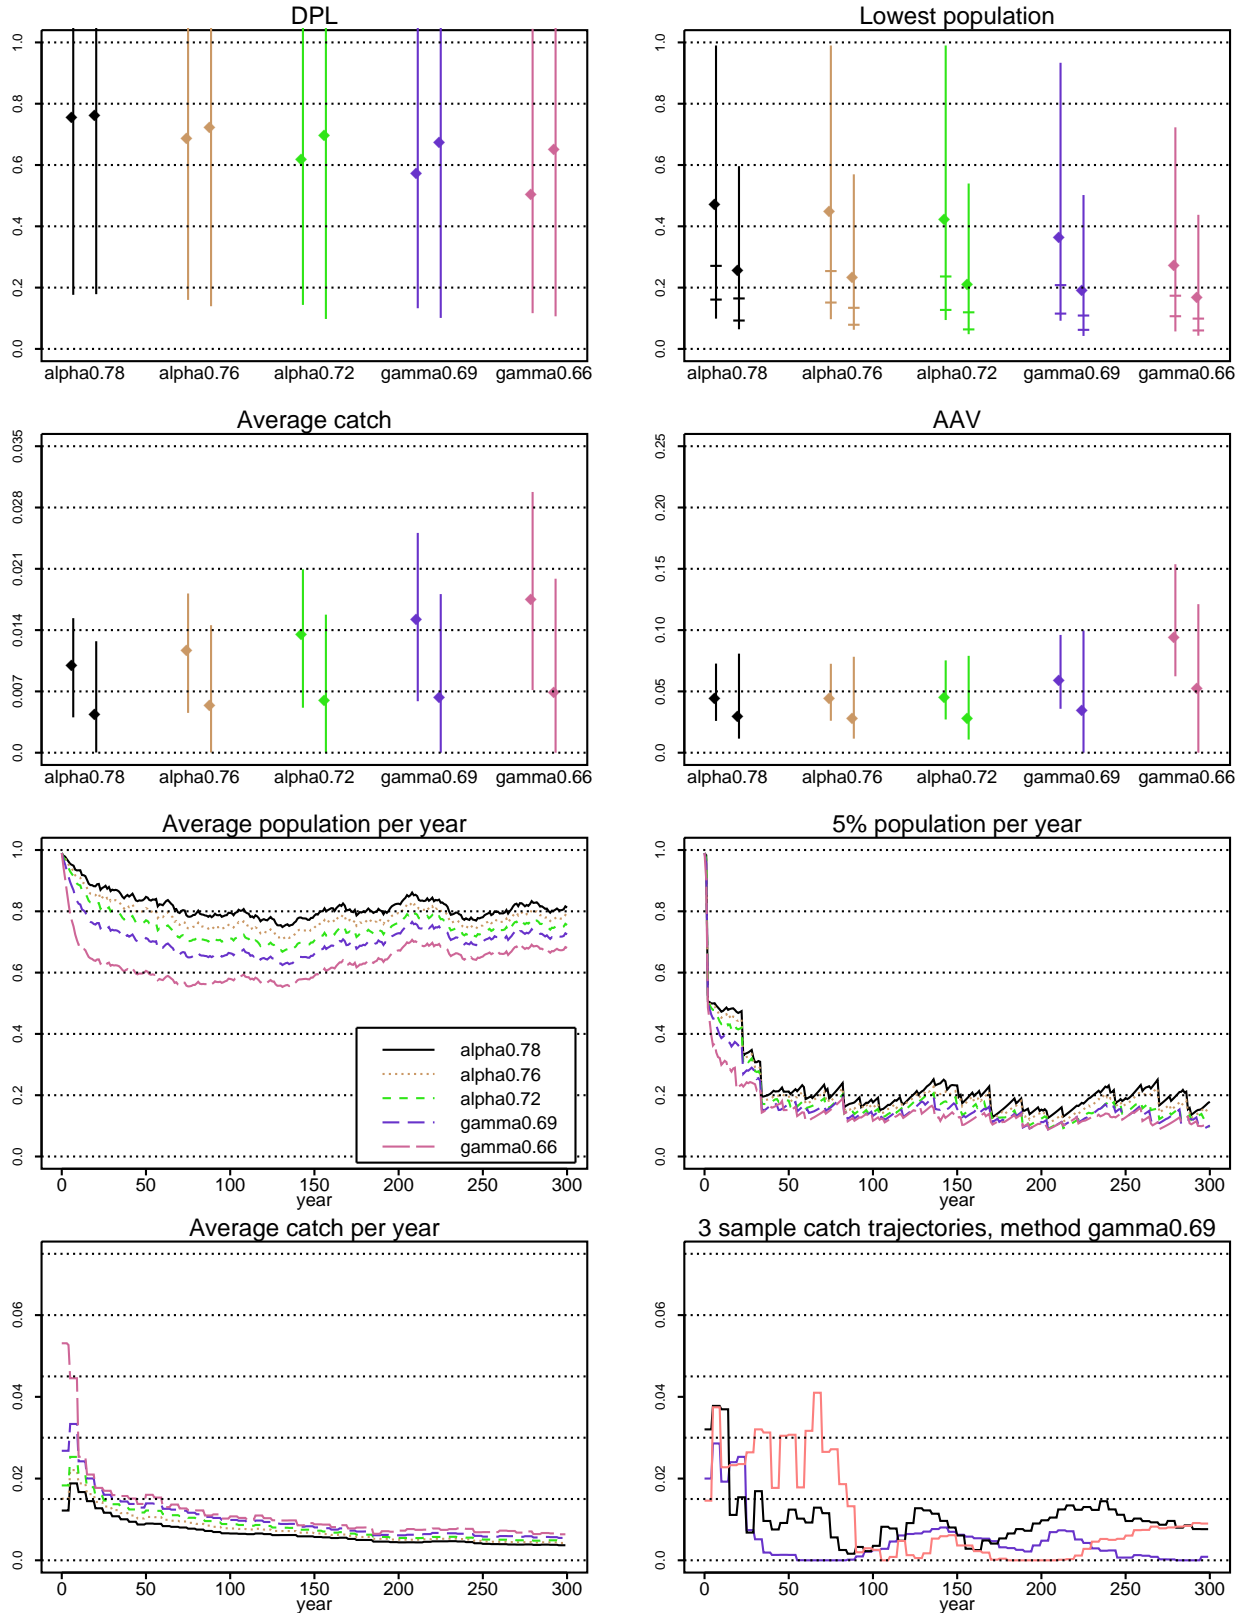 DPL
1.0
0.8
0.6
0.4
0.2
0.0
alpha0.78 alpha0.76 alpha0.72 gamma0.69 gamma0.66
Lowest population
1.0
0.8
0.6
0.4
0.2
0.0
alpha0.78 alpha0.76 alpha0.72 gamma0.69 gamma0.66
Average catch
0.035
0.028
0.021
0.014
0.007
0.0
alpha0.78 alpha0.76 alpha0.72 gamma0.69 gamma0.66
AAV
0.25
0.20
0.15
0.10
0.05
0.0
alpha0.78 alpha0.76 alpha0.72 gamma0.69 gamma0.66
Average population per year
1.0
0.8
0.6
0.4
0.2
0.0
alpha0.78
alpha0.76
alpha0.72
gamma0.69
gamma0.66
0 50 100 150 200 250 300
year
5% population per year
1.0
0.8
0.6
0.4
0.2
0.0
0 50 100 150 200 250 300
year
Average catch per year
0.06
0.04
0.02
0.0
0 50 100 150 200 250 300
year
3 sample catch trajectories, method gamma0.69
0.06
0.04
0.02
0.0
0 50 100 150 200 250 300
year